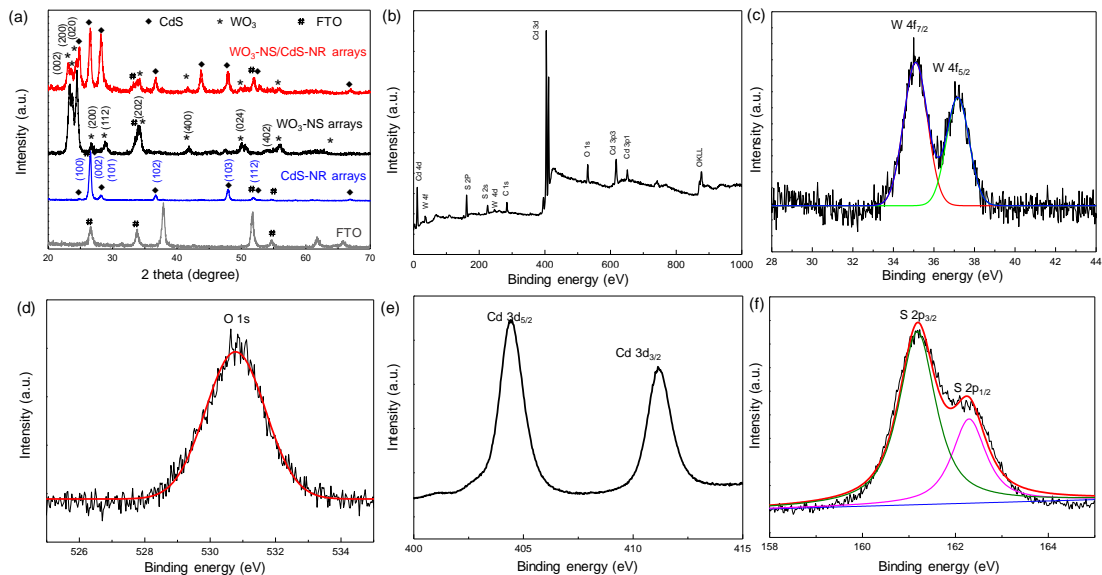 (a)
◆ CdS * WO3 # FTO
(002)
(200)
(020)
WO3-NS/CdS-NR arrays
(200)
(112)
(202)
(400)
(024)
(402)
WO3-NS arrays
(100)
(002)
(101)
(102)
(103)
(112)
CdS-NR arrays
FTO
20 30 40 50 60 70
2 theta (degree)
Intensity (a.u.)
(b)
Cd 4d
W 4f
S 2P
S 2s
W 4d
C 1s
Cd 3d
O 1s
Cd 3p3
Cd 3p1
OKLL
0 200 400 600 800 1000
Binding energy (eV)
Intensity (a.u.)
(c)
W 4f7/2
W 4f5/2
28 30 32 34 36 38 40 42 44
Binding energy (eV)
Intensity (a.u.)
(d)
O 1s
526 528 530 532 534
Binding energy (eV)
Intensity (a.u.)
(e)
Cd 3d5/2
Cd 3d3/2
400 405 410 415
Binding energy (eV)
Intensity (a.u.)
(f)
S 2p3/2
S 2p1/2
158 160 162 164
Binding energy (eV)
Intensity (a.u.)